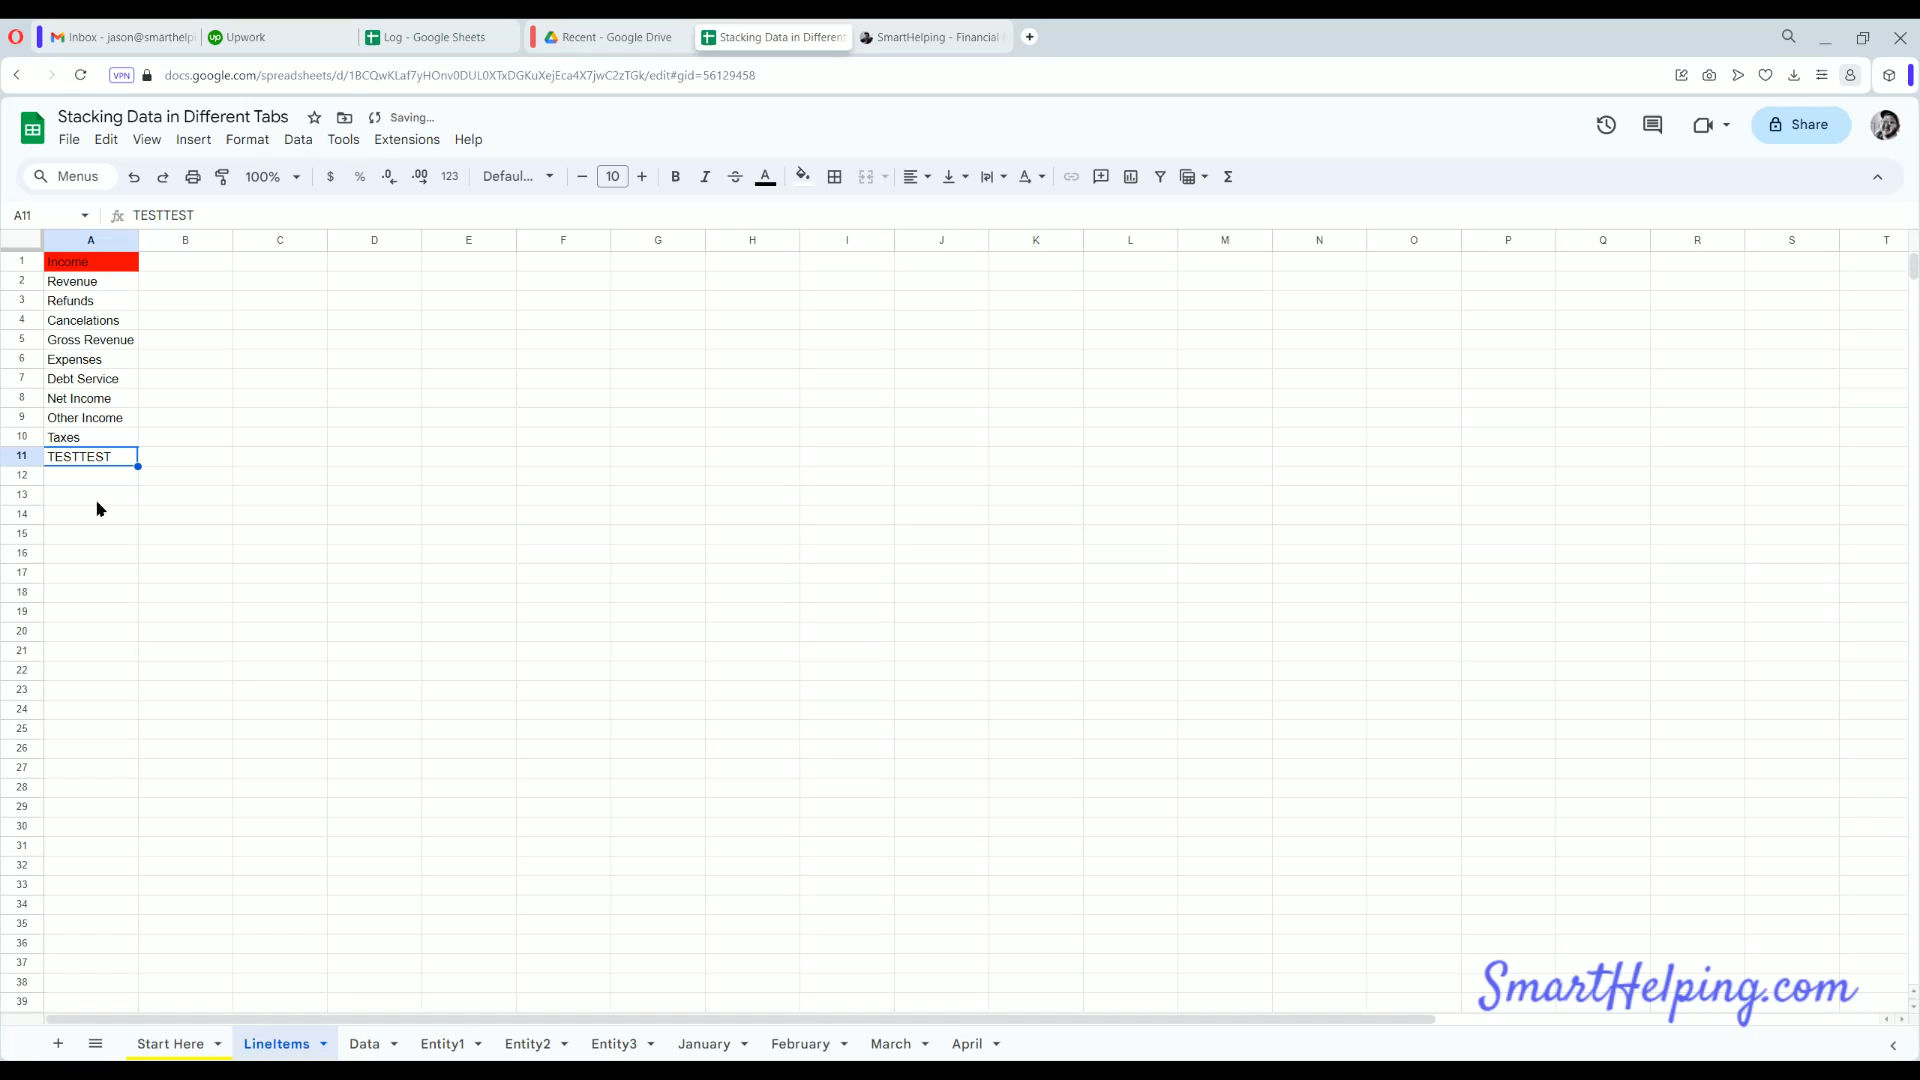 Inbox - jason@smarthelp
Upwork
Log - Google Sheets
Recent - Google Drive
Stacking Data in Different
SmartHelping - Financial
VPN
docs.google.com/spreadsheets/d/1BCQwKLaf7yHOnv0DUL0XTxDGKuXejEca4X7jwC2zTGk/edit#gid=56129458
Stacking Data in Different Tabs
Saving...
File Edit View Insert Format Data Tools Extensions Help
Share
Menus 100% $ % .0 .00 123 Defaul... 10 B I A Σ
A11 fx TESTTEST
A B C D E F G H I J K L M N O P Q R S T
1 Income
2 Revenue
3 Refunds
4 Cancelations
5 Gross Revenue
6 Expenses
7 Debt Service
8 Net Income
9 Other Income
10 Taxes
11 TESTTEST
12
13
14
15
16
17
18
19
20
21
22
23
24
25
26
27
28
29
30
31
32
33
34
35
36
37
38
39
SmartHelping.com
Start Here LineItems Data Entity1 Entity2 Entity3 January February March April